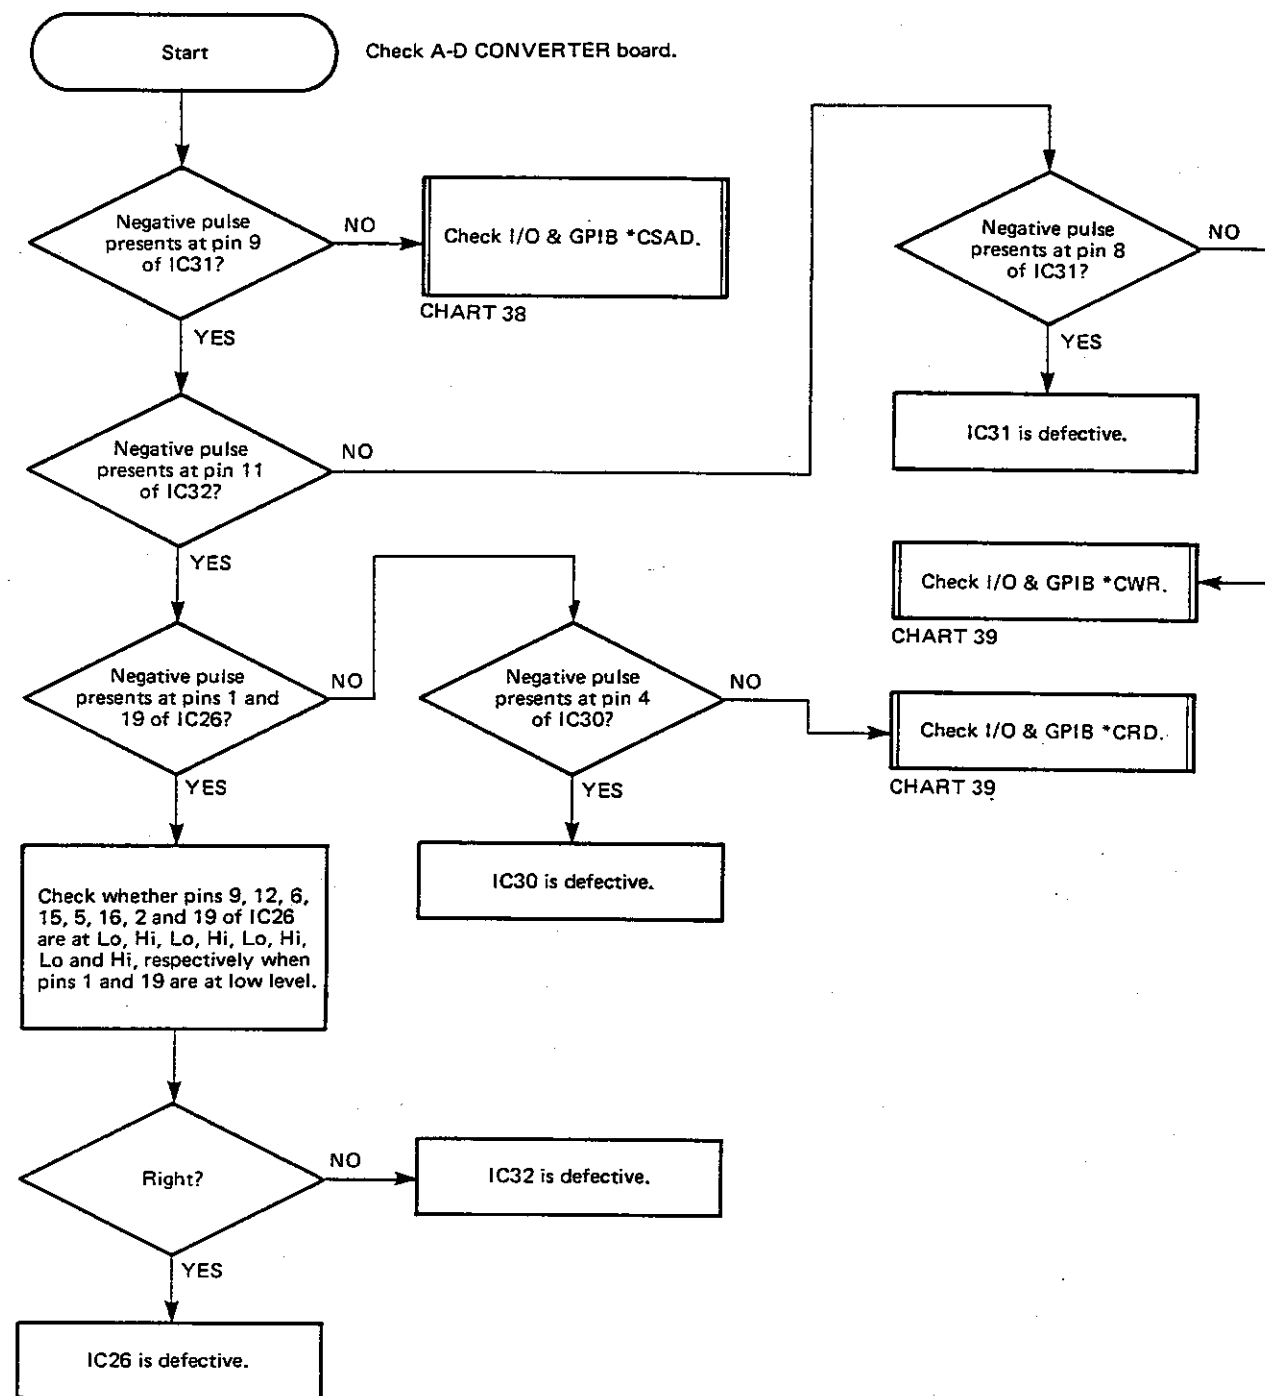 Start
Check A-D CONVERTER board.
Negative pulse
presents at pin 9
of IC31?
NO
Check I/O & GPIB *CSAD.
CHART 38
YES
Negative pulse
presents at pin 8
of IC31?
NO
YES
IC31 is defective.
Negative pulse
presents at pin 11
of IC32?
NO
YES
Check I/O & GPIB *CWR.
CHART 39
Negative pulse
presents at pins 1 and
19 of IC26?
NO
YES
Negative pulse
presents at pin 4
of IC30?
NO
YES
Check I/O & GPIB *CRD.
CHART 39
IC30 is defective.
Check whether pins 9, 12, 6,
15, 5, 16, 2 and 19 of IC26
are at Lo, Hi, Lo, Hi, Lo, Hi,
Lo and Hi, respectively when
pins 1 and 19 are at low level.
Right?
NO
IC32 is defective.
YES
IC26 is defective.